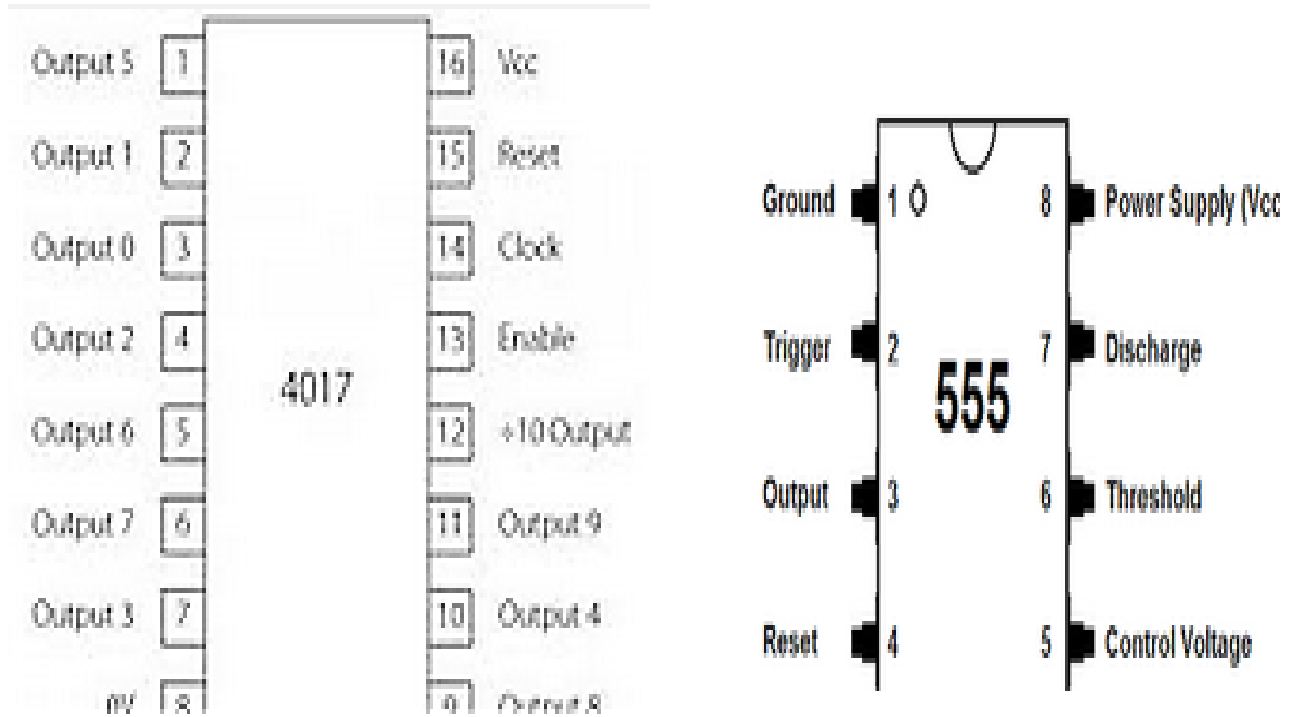 Output 5 1 16 Vcc
Output 1 2 15 Reset
Output 0 3 14 Clock
Output 2 4 13 Enable
4017
Output 6 5 12 ÷10 Output
Output 7 6 11 Output 9
Output 3 7 10 Output 4
0V 8 9 Output 8
Ground 1 8 Power Supply (Vcc
Trigger 2 7 Discharge
555
Output 3 6 Threshold
Reset 4 5 Control Voltage